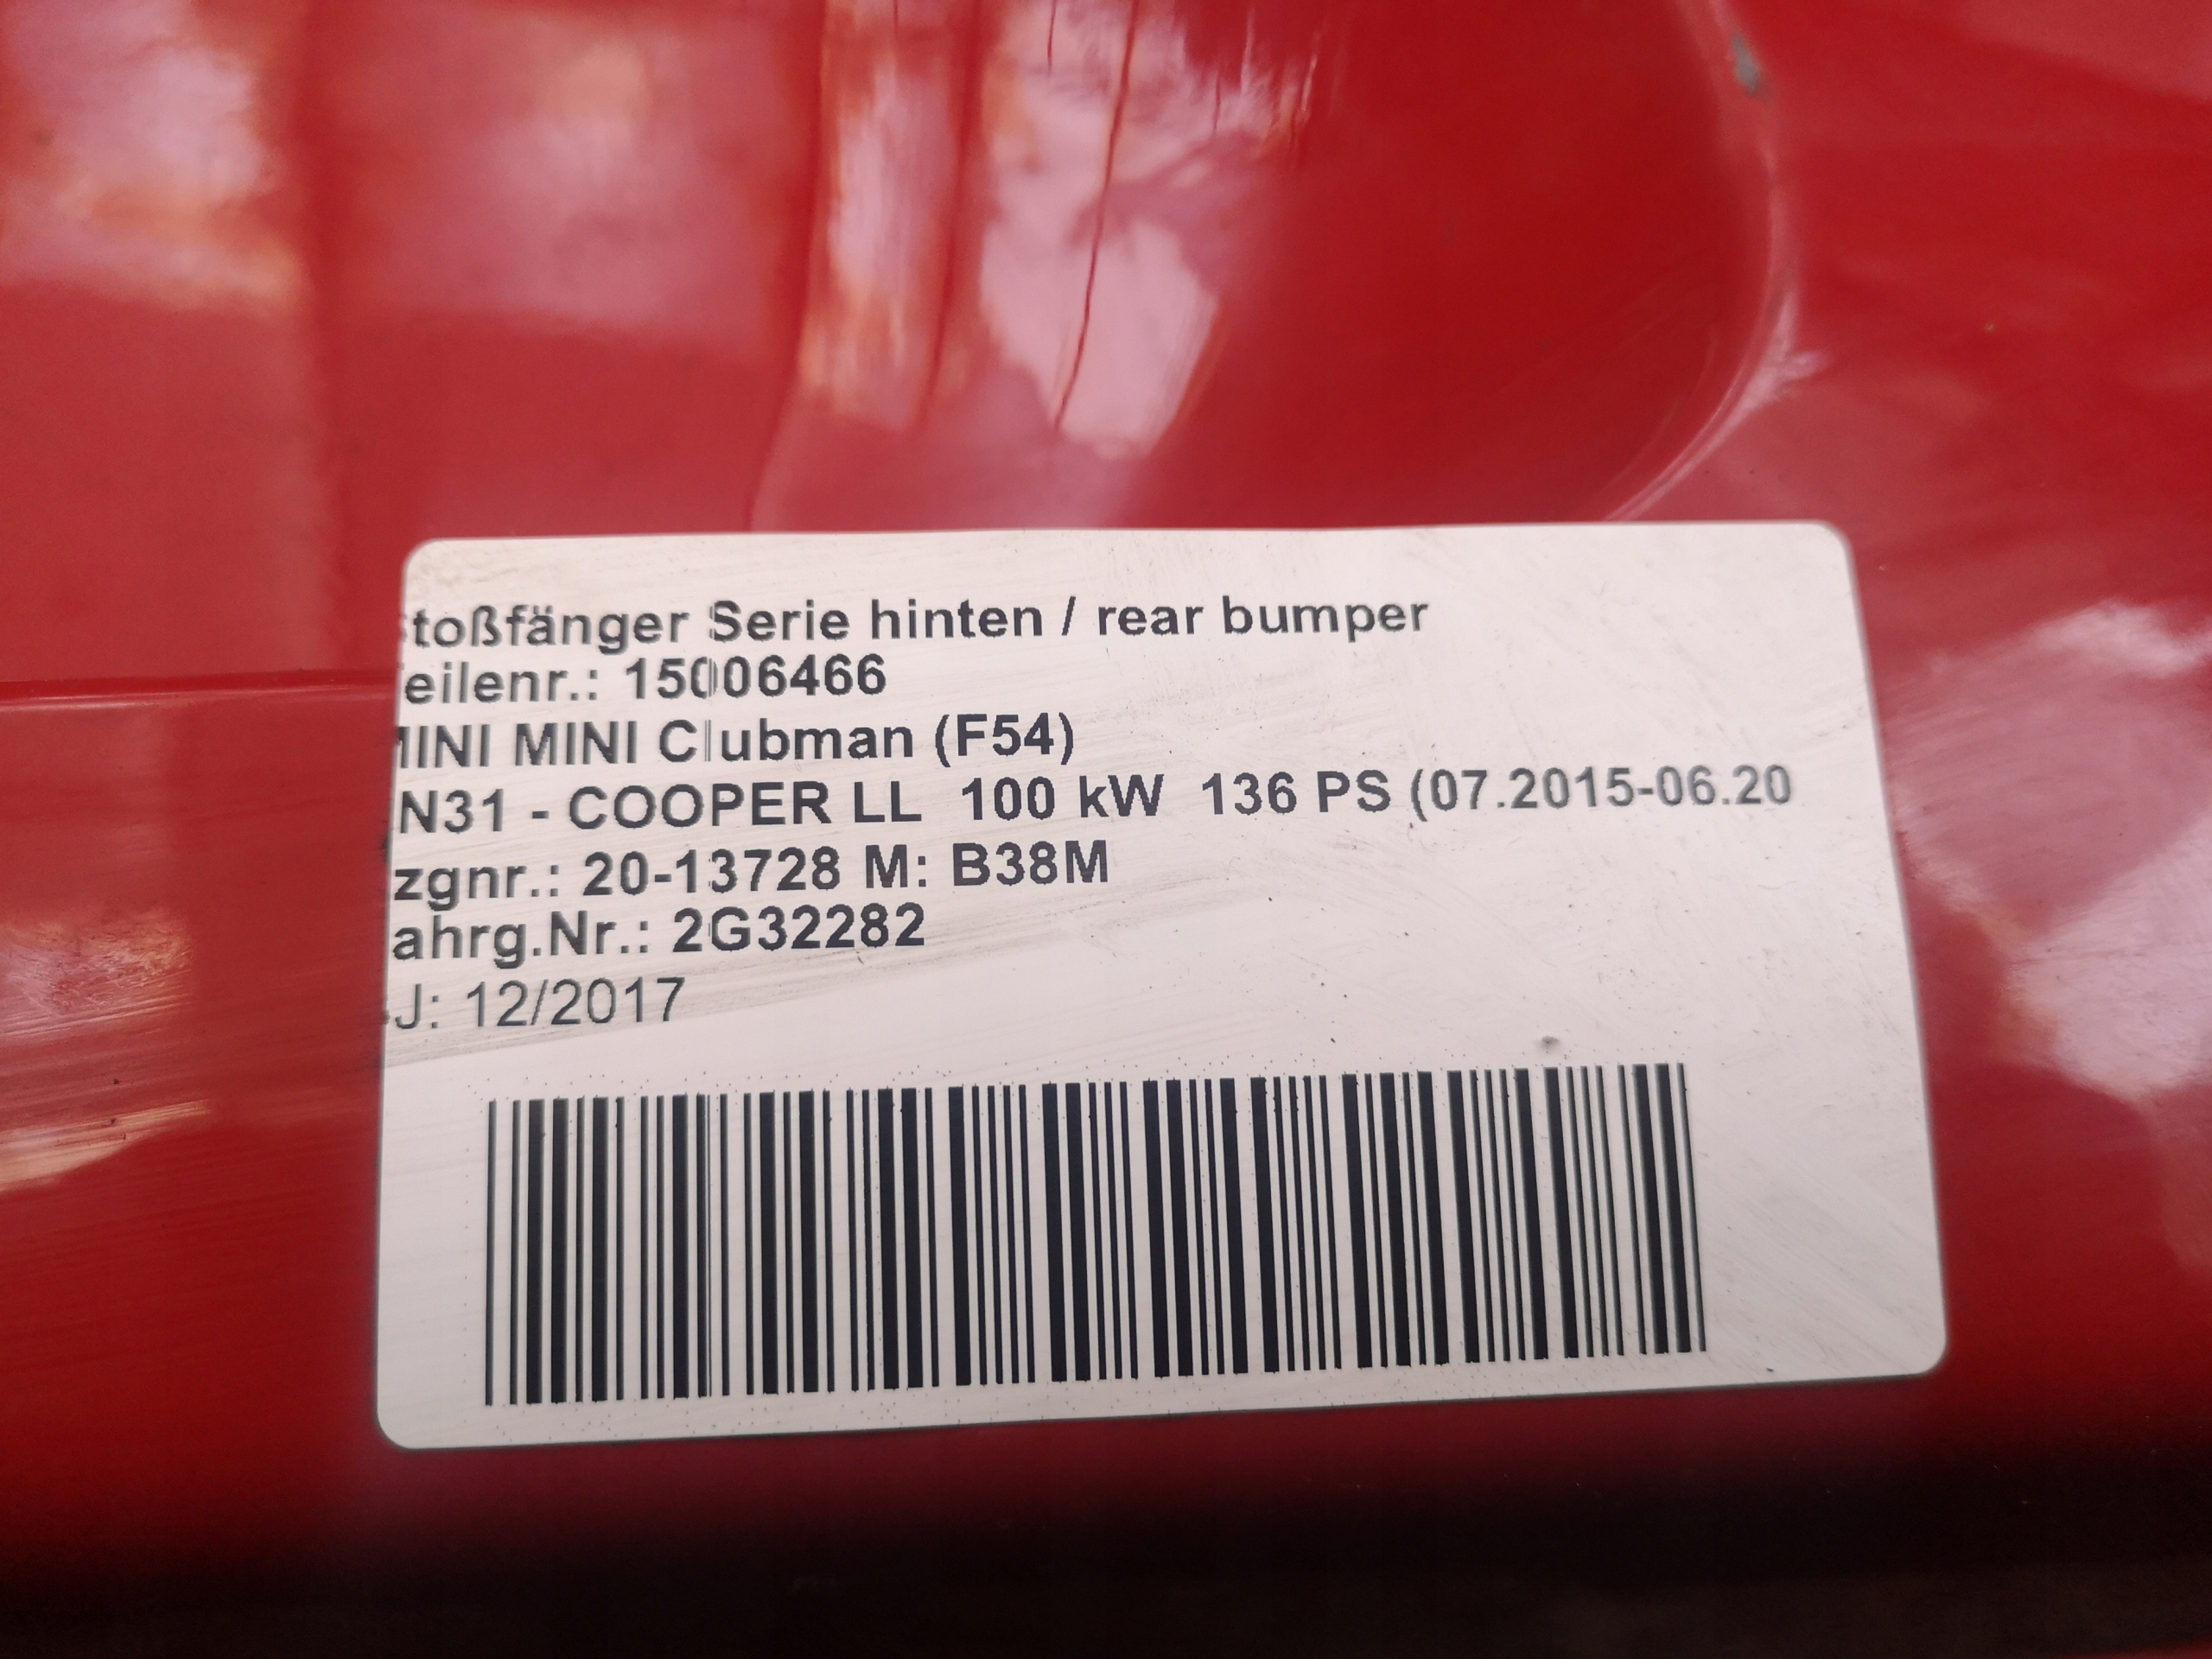 toßfänger Serie hinten / rear bumper
eilenr.: 15006466
MINI MINI Clubman (F54)
N31 - COOPER LL 100 kW 136 PS (07.2015-06.20
zgnr.: 20-13728 M: B38M
ahrg.Nr.: 2G32282
J: 12/2017